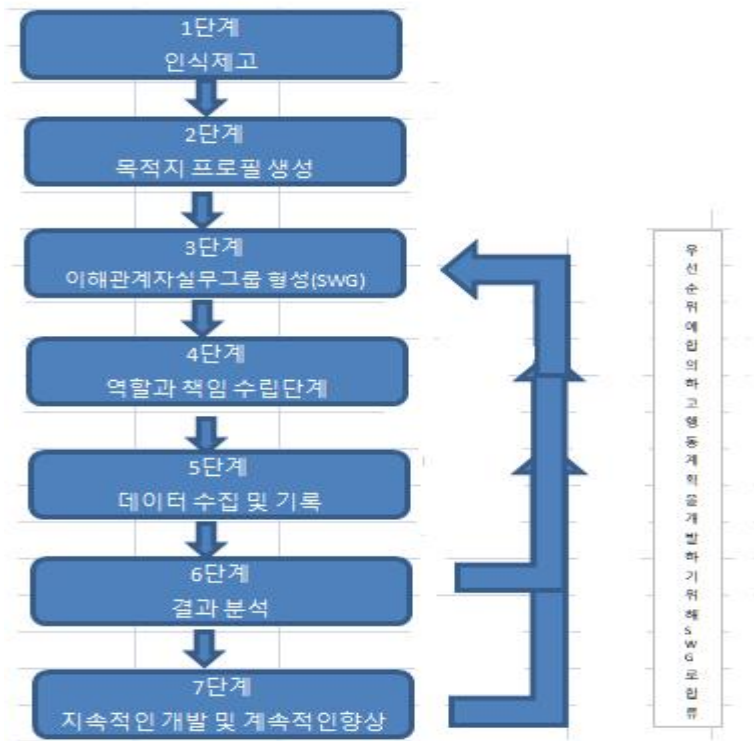 1단계
인식제고
2단계
목적지 프로필 생성
3단계
이해관계자실무그룹 형성(SWG)
4단계
역할과 책임 수립단계
5단계
데이터 수집 및 기록
6단계
결과 분석
7단계
지속적인 개발 및 계속적인향상
우선순위에합의하고행동계획을개발하기위해SWG로합류